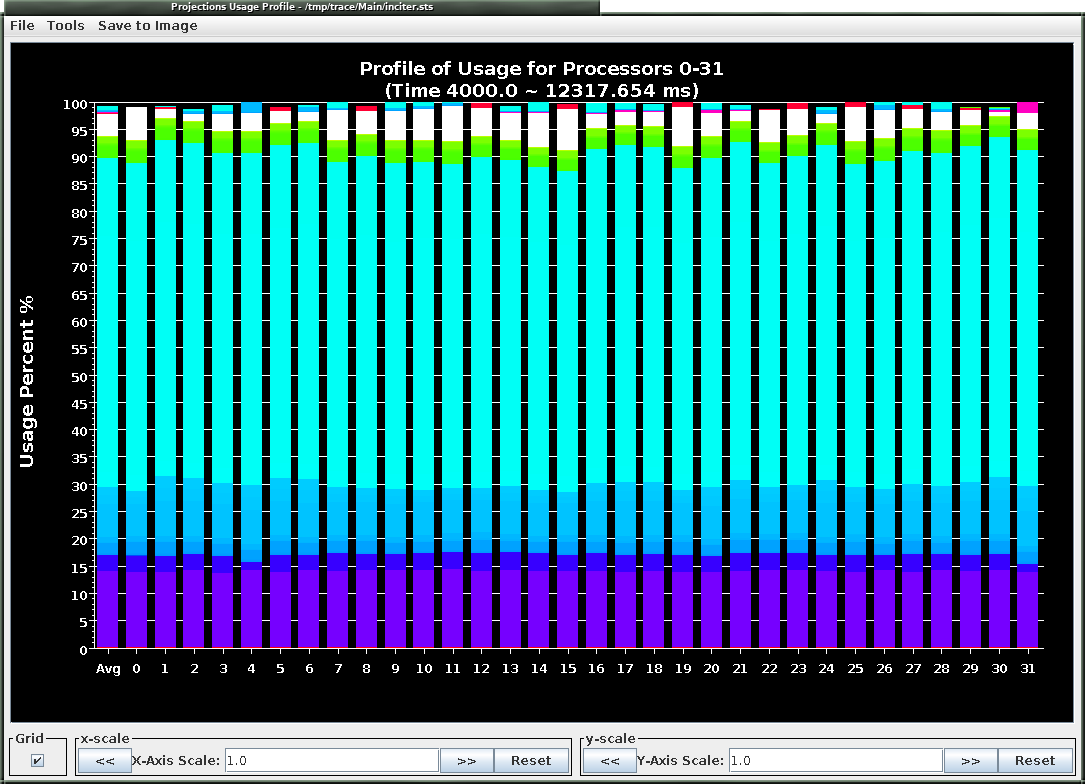 Projections Usage Profile - /tmp/trace/Main/inciter.sts
File Tools Save to Image
Profile of Usage for Processors 0-31
(Time 4000.0 ~ 12317.654 ms)
Usage Percent %
100
95
90
85
80
75
70
65
60
55
50
45
40
35
30
25
20
15
10
5
0
Avg 0 1 2 3 4 5 6 7 8 9 10 11 12 13 14 15 16 17 18 19 20 21 22 23 24 25 26 27 28 29 30 31
Grid x-scale y-scale
<< X-Axis Scale: 1.0 >> Reset << Y-Axis Scale: 1.0 >> Reset